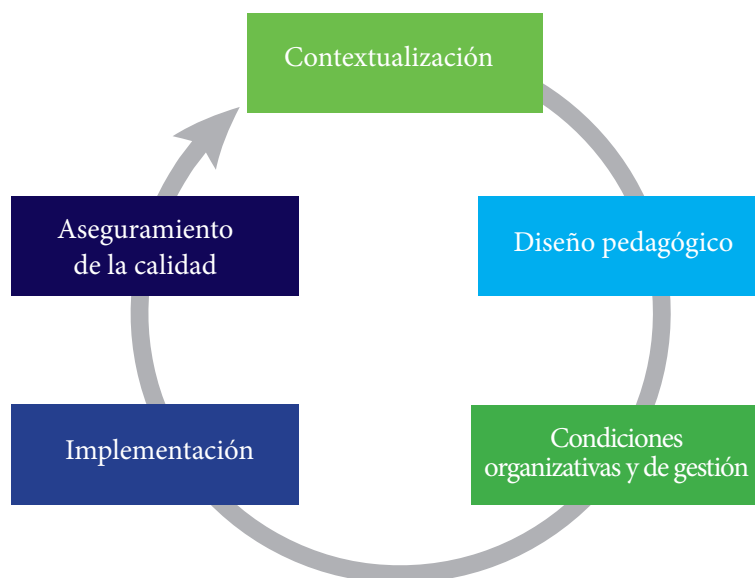 Contextualización
Diseño pedagógico
Condiciones
organizativas y de gestión
Implementación
Aseguramiento
de la calidad